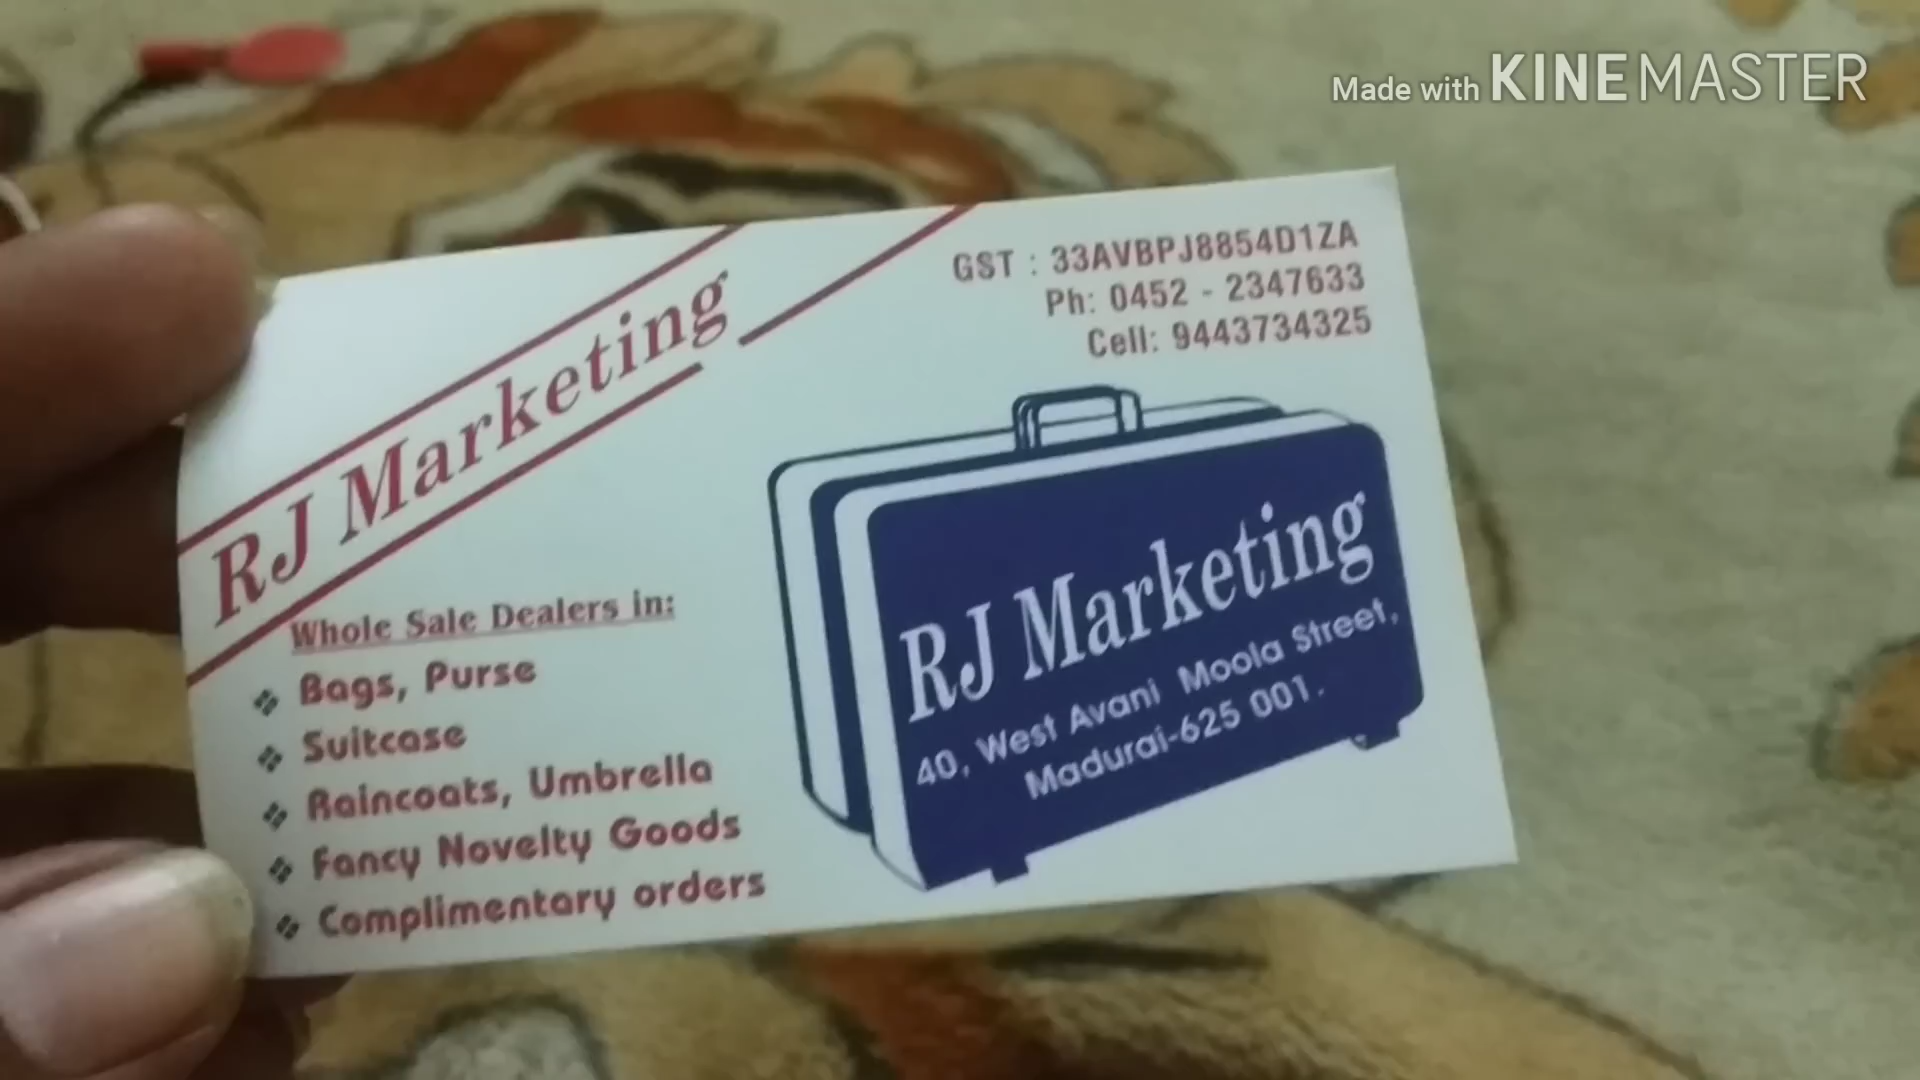 Made with KINEMASTER
GST : 33AVBPJ8854D1ZA
Ph: 0452 - 2347633
Cell: 9443734325
RJ Marketing
Whole Sale Dealers in:
Bags, Purse
Suitcase
Raincoats, Umbrella
Fancy Novelty Goods
Complimentary orders
RJ Marketing
40, West Avani Moola Street,
Madurai-625 001.